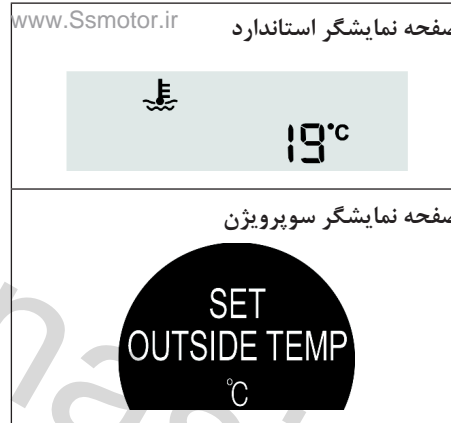 www.Ssmotor.ir
صفحه نمایشگر استاندارد
19°c
صفحه نمایشگر سوپرویژن
SET
OUTSIDE TEMP
°C